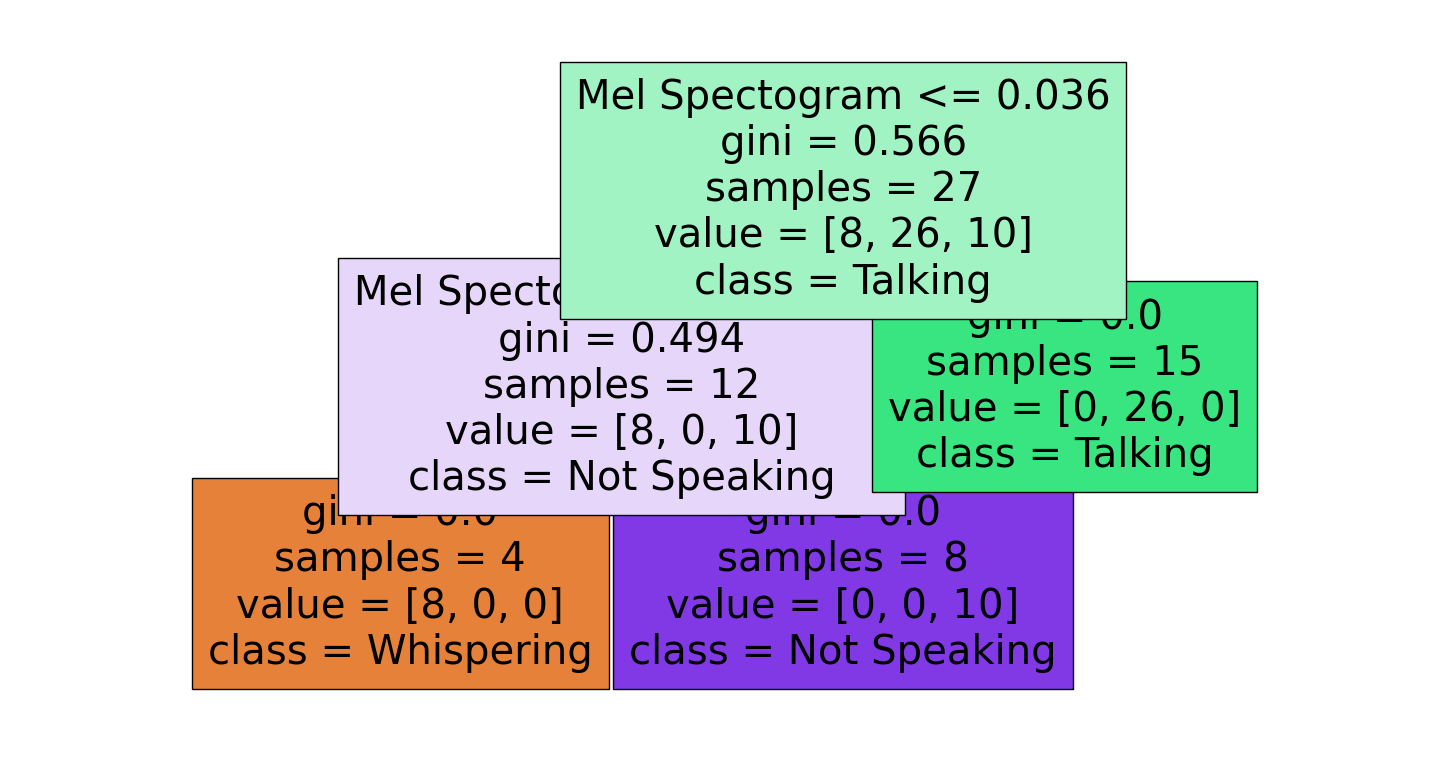 Mel Spectogram <= 0.036
gini = 0.566
samples = 27
value = [8, 26, 10]
class = Talking
Mel
gini = 0.494
samples = 12
value = [8, 0, 10]
class = Not Speaking
gini = 0.0
samples = 15
value = [0, 26, 0]
class = Talking
gini = 0.0
samples = 4
value = [8, 0, 0]
class = Whispering
gini = 0.0
samples = 8
value = [0, 0, 10]
class = Not Speaking